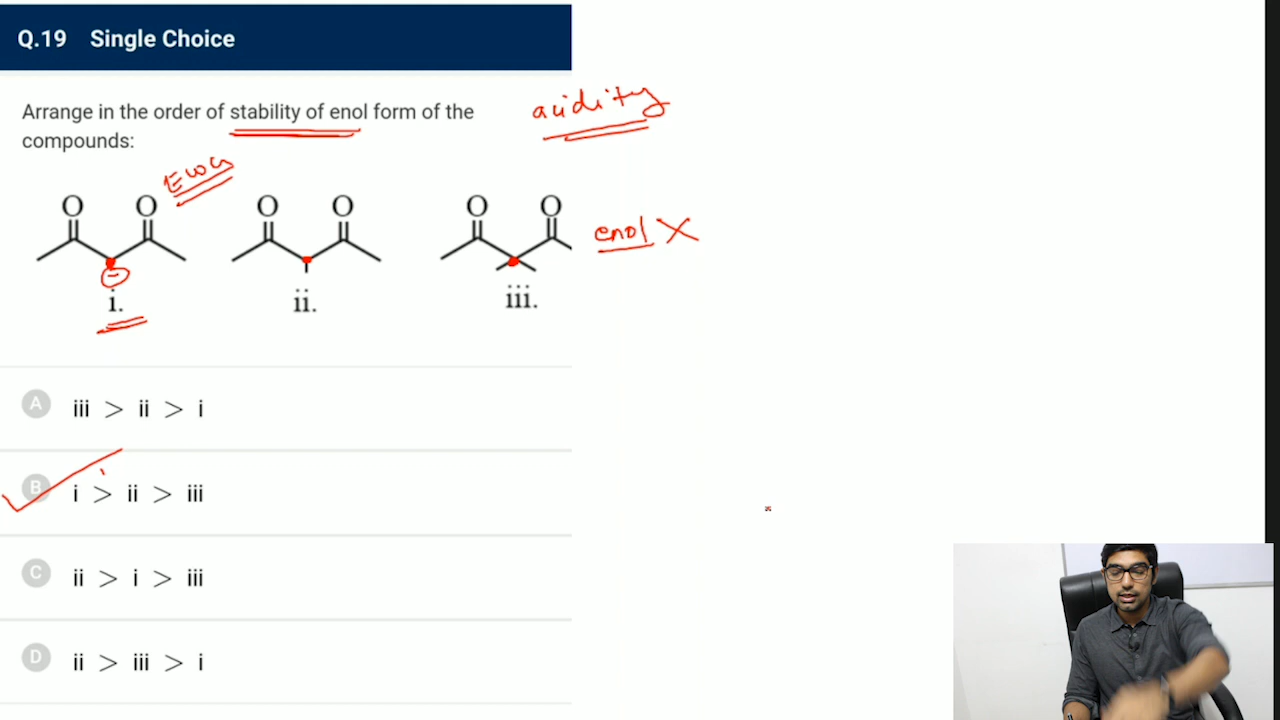 Q.19 Single Choice
Arrange in the order of stability of enol form of the
compounds:
acidity
EWG
O O O O O O
enol X
i. ii. iii.
A iii > ii > i
B i > ii > iii
C ii > i > iii
D ii > iii > i